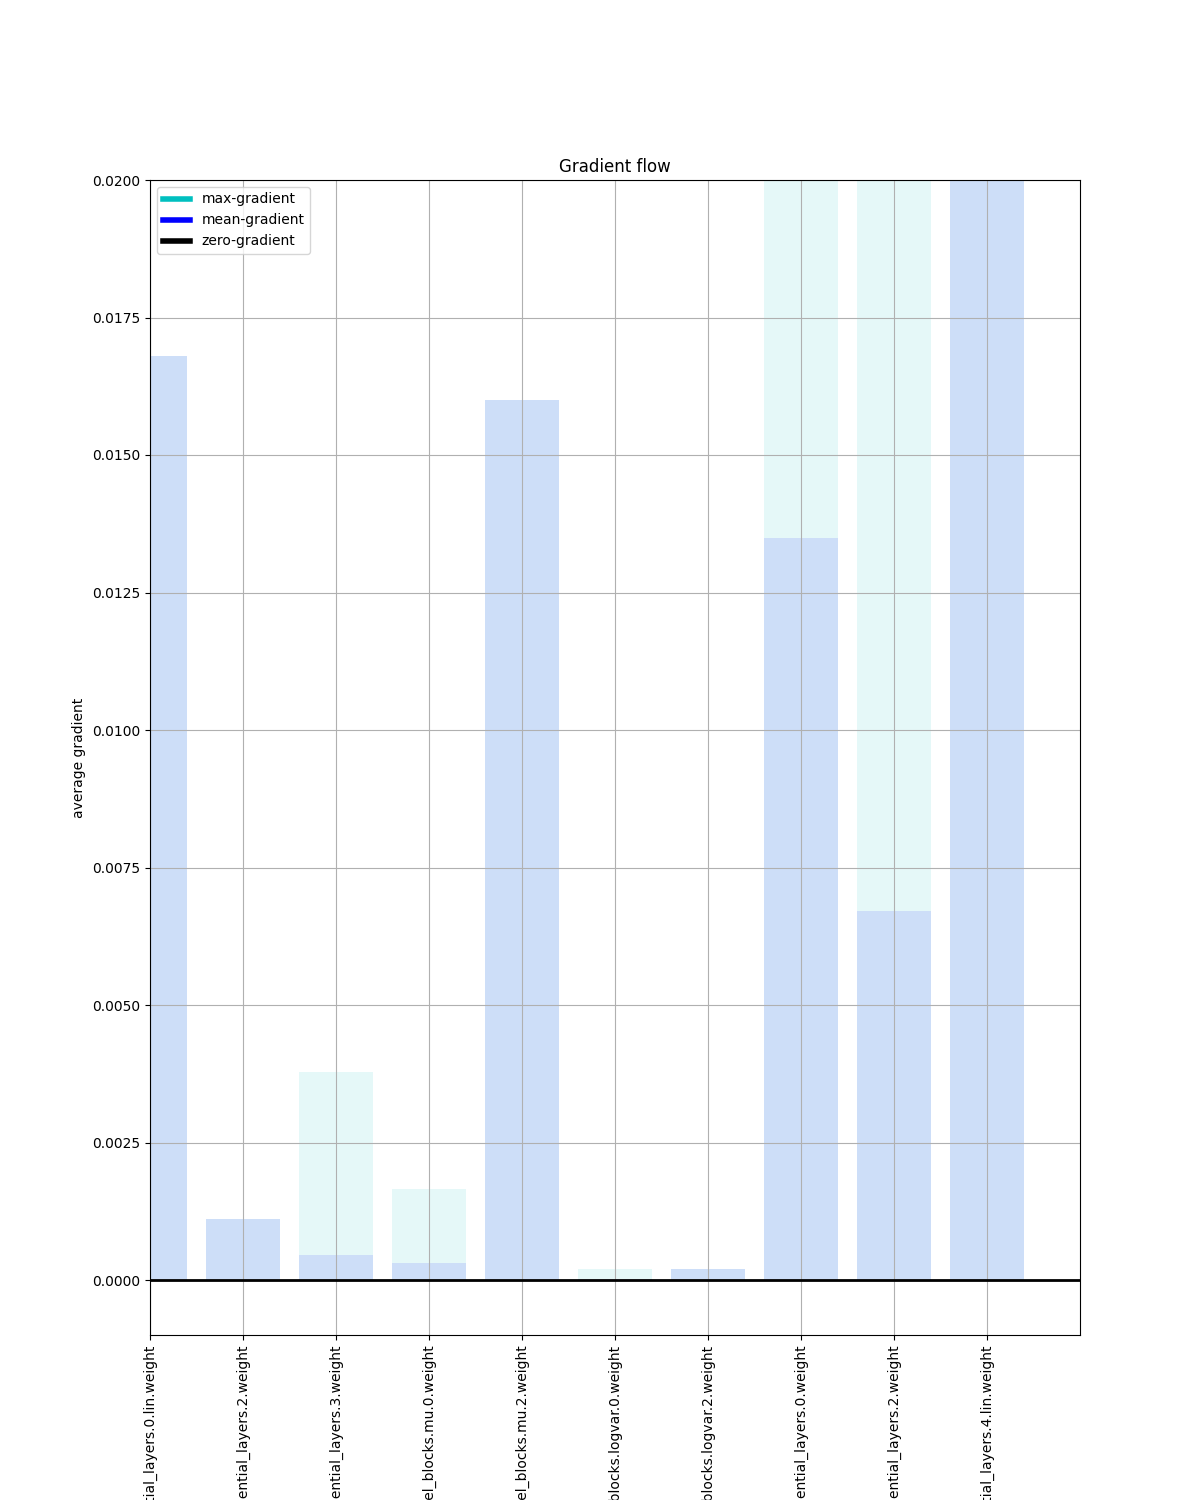 Gradient flow
max-gradient
mean-gradient
zero-gradient
0.0200
0.0175
0.0150
0.0125
0.0100
0.0075
0.0050
0.0025
0.0000
average gradient
tial_layers.0.lin.weight
ential_layers.2.weight
ential_layers.3.weight
el_blocks.mu.0.weight
el_blocks.mu.2.weight
blocks.logvar.0.weight
blocks.logvar.2.weight
ential_layers.0.weight
ential_layers.2.weight
tial_layers.4.lin.weight